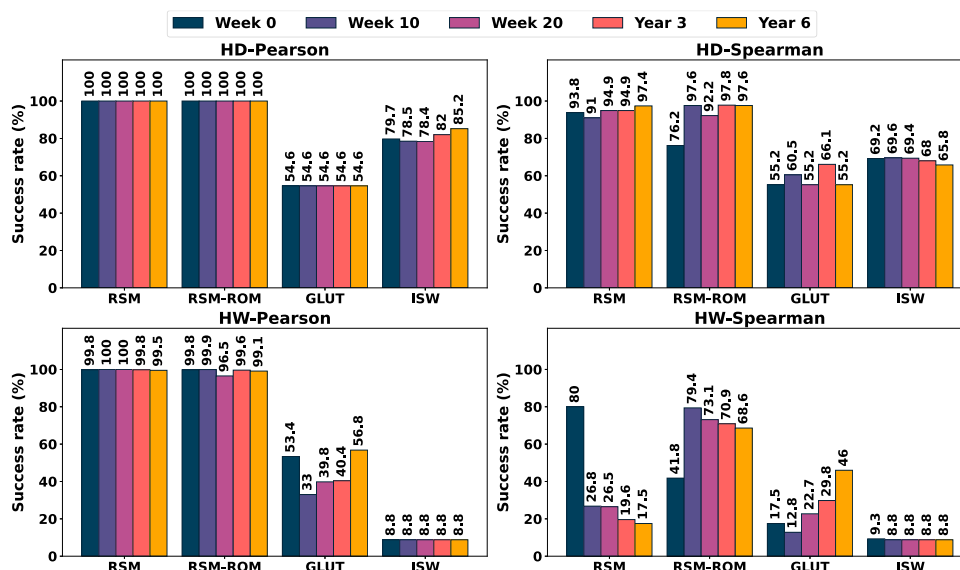 Week 0 Week 10 Week 20 Year 3 Year 6
HD-Pearson
Success rate (%)
100
80
60
40
20
0
100 100 100 100 100
100 100 100 100 100
54.6 54.6 54.6 54.6 54.6
79.7 78.5 78.4 82 85.2
RSM RSM-ROM GLUT ISW
HD-Spearman
Success rate (%)
100
80
60
40
20
0
93.8 91 94.9 94.9 97.4
76.2 97.6 92.2 97.8 97.6
55.2 60.5 55.2 66.1 55.2
69.2 69.6 69.4 68 65.8
RSM RSM-ROM GLUT ISW
HW-Pearson
Success rate (%)
100
80
60
40
20
0
99.8 100 100 99.8 99.5
99.8 99.9 96.5 99.6 99.1
53.4 33 39.8 40.4 56.8
8.8 8.8 8.8 8.8 8.8
RSM RSM-ROM GLUT ISW
HW-Spearman
Success rate (%)
100
80
60
40
20
0
80 26.8 26.5 19.6 17.5
41.8 79.4 73.1 70.9 68.6
17.5 12.8 22.7 29.8 46
9.3 8.8 8.8 8.8 8.8
RSM RSM-ROM GLUT ISW